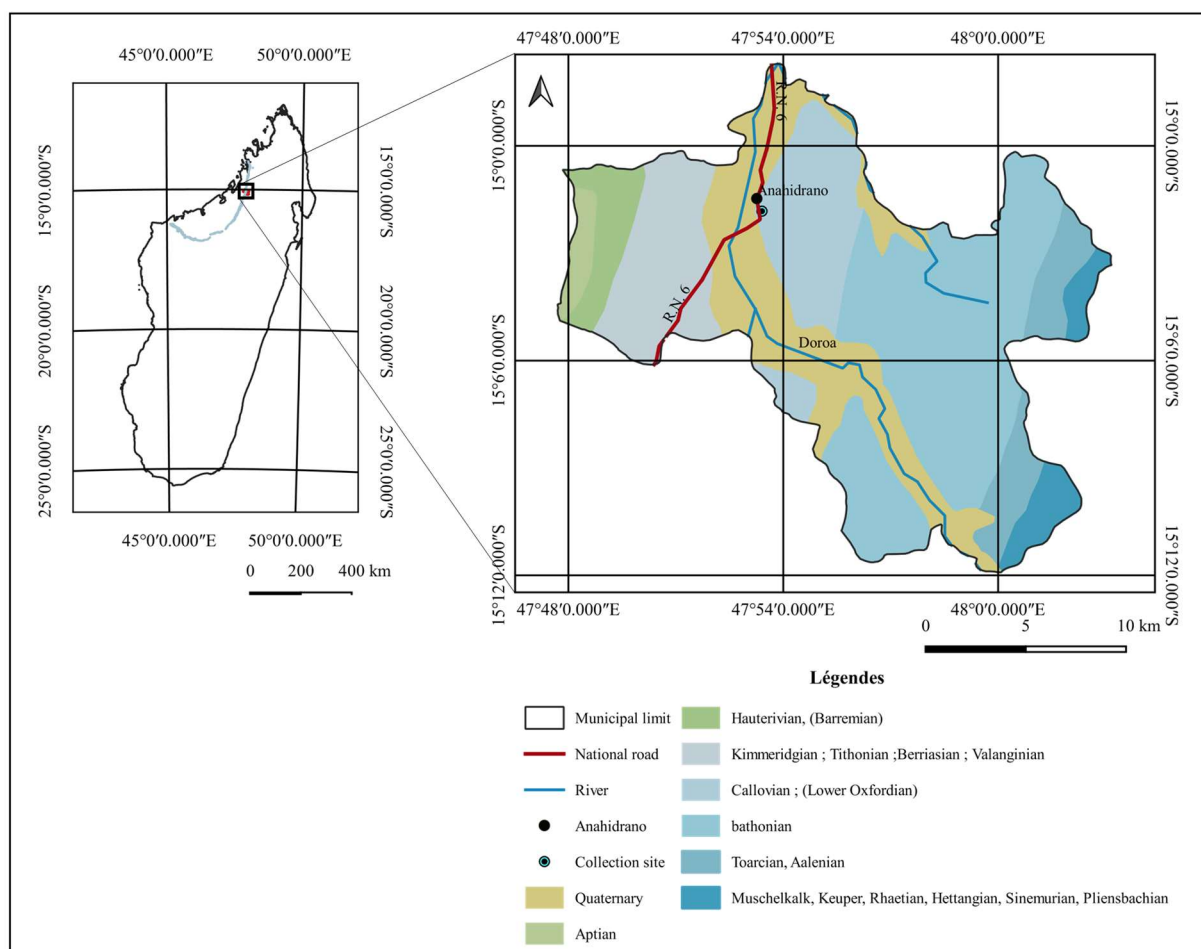 45°0′0.000″E 50°0′0.000″E
15°0′0.000″S
20°0′0.000″S
25°0′0.000″S
15°0′0.000″S
20°0′0.000″S
25°0′0.000″S
45°0′0.000″E 50°0′0.000″E
0 200 400 km
47°48′0.000″E 47°54′0.000″E 48°0′0.000″E
15°0′0.000″S
15°6′0.000″S
15°12′0.000″S
15°0′0.000″S
15°6′0.000″S
15°12′0.000″S
R.N. 6
Anahidrano
R.N. 6
Doroa
47°48′0.000″E 47°54′0.000″E 48°0′0.000″E
0 5 10 km
Légendes
Municipal limit
National road
River
Anahidrano
Collection site
Quaternary
Aptian
Hauterivian, (Barremian)
Kimmeridgian ; Tithonian ;Berriasian ; Valanginian
Callovian ; (Lower Oxfordian)
bathonian
Toarcian, Aalenian
Muschelkalk, Keuper, Rhaetian, Hettangian, Sinemurian, Pliensbachian